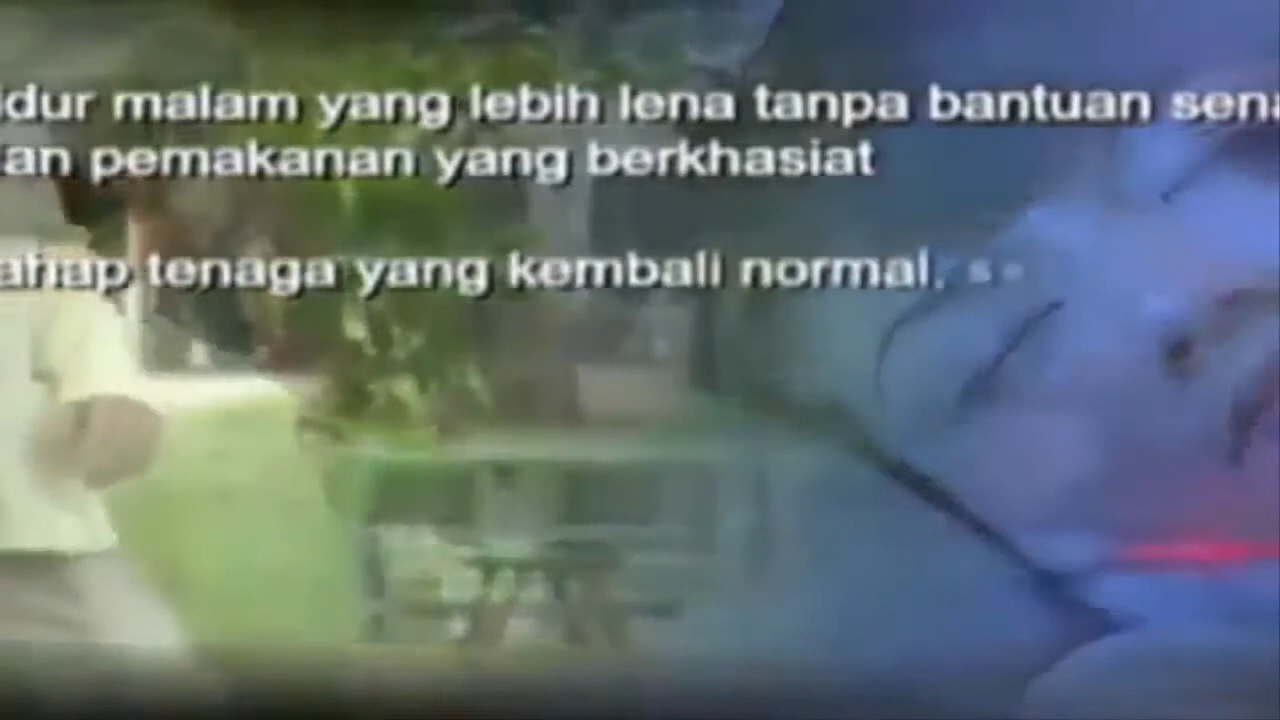 idur malam yang lebih lena tanpa bantuan sena
an pemakanan yang berkhasiat
ahap tenaga yang kembali normal.